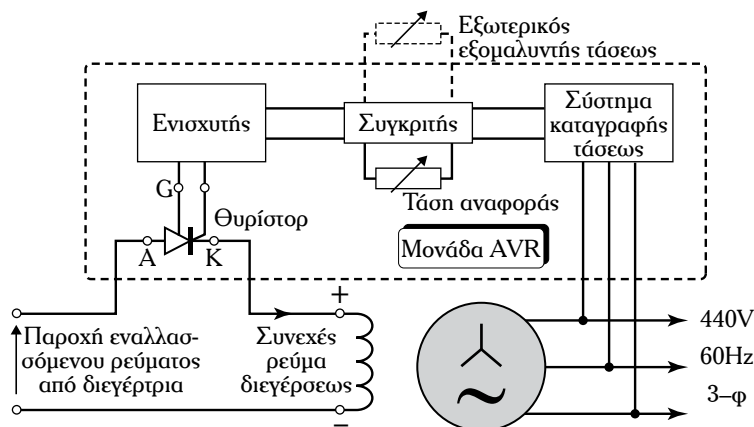 Εξωτερικός
εξομαλυντής τάσεως
Ενισχυτής
Συγκριτής
Σύστημα
καταγραφής
τάσεως
G
Τάση αναφοράς
Θυρίστορ
A
K
Μονάδα AVR
+
Παροχή εναλλασ-
σόμενου ρεύματος
από διεγέρτρια
Συνεχές
ρεύμα
διεγέρσεως
–
440V
60Hz
3–φ